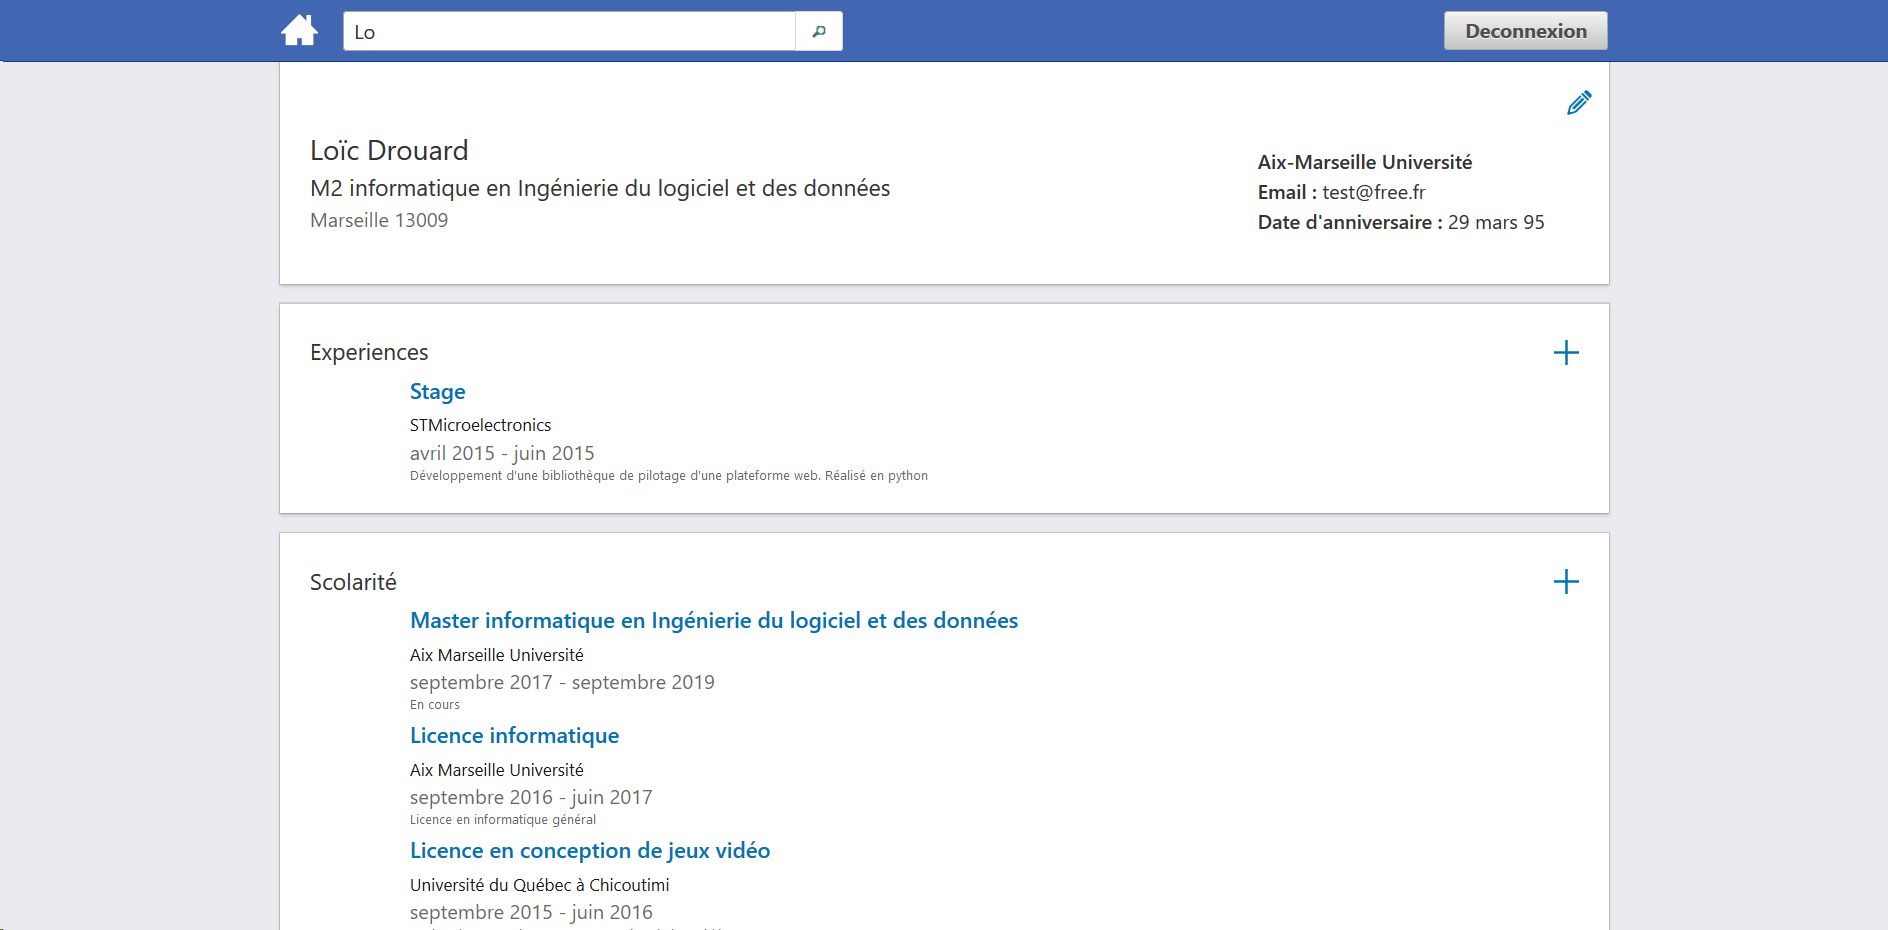 Lo
Deconnexion
Loïc Drouard
M2 informatique en Ingénierie du logiciel et des données
Marseille 13009
Aix-Marseille Université
Email : test@free.fr
Date d'anniversaire : 29 mars 95
Experiences
Stage
STMicroelectronics
avril 2015 - juin 2015
Développement d'une bibliothèque de pilotage d'une plateforme web. Réalisé en python
Scolarité
Master informatique en Ingénierie du logiciel et des données
Aix Marseille Université
septembre 2017 - septembre 2019
En cours
Licence informatique
Aix Marseille Université
septembre 2016 - juin 2017
Licence en informatique général
Licence en conception de jeux vidéo
Université du Québec à Chicoutimi
septembre 2015 - juin 2016